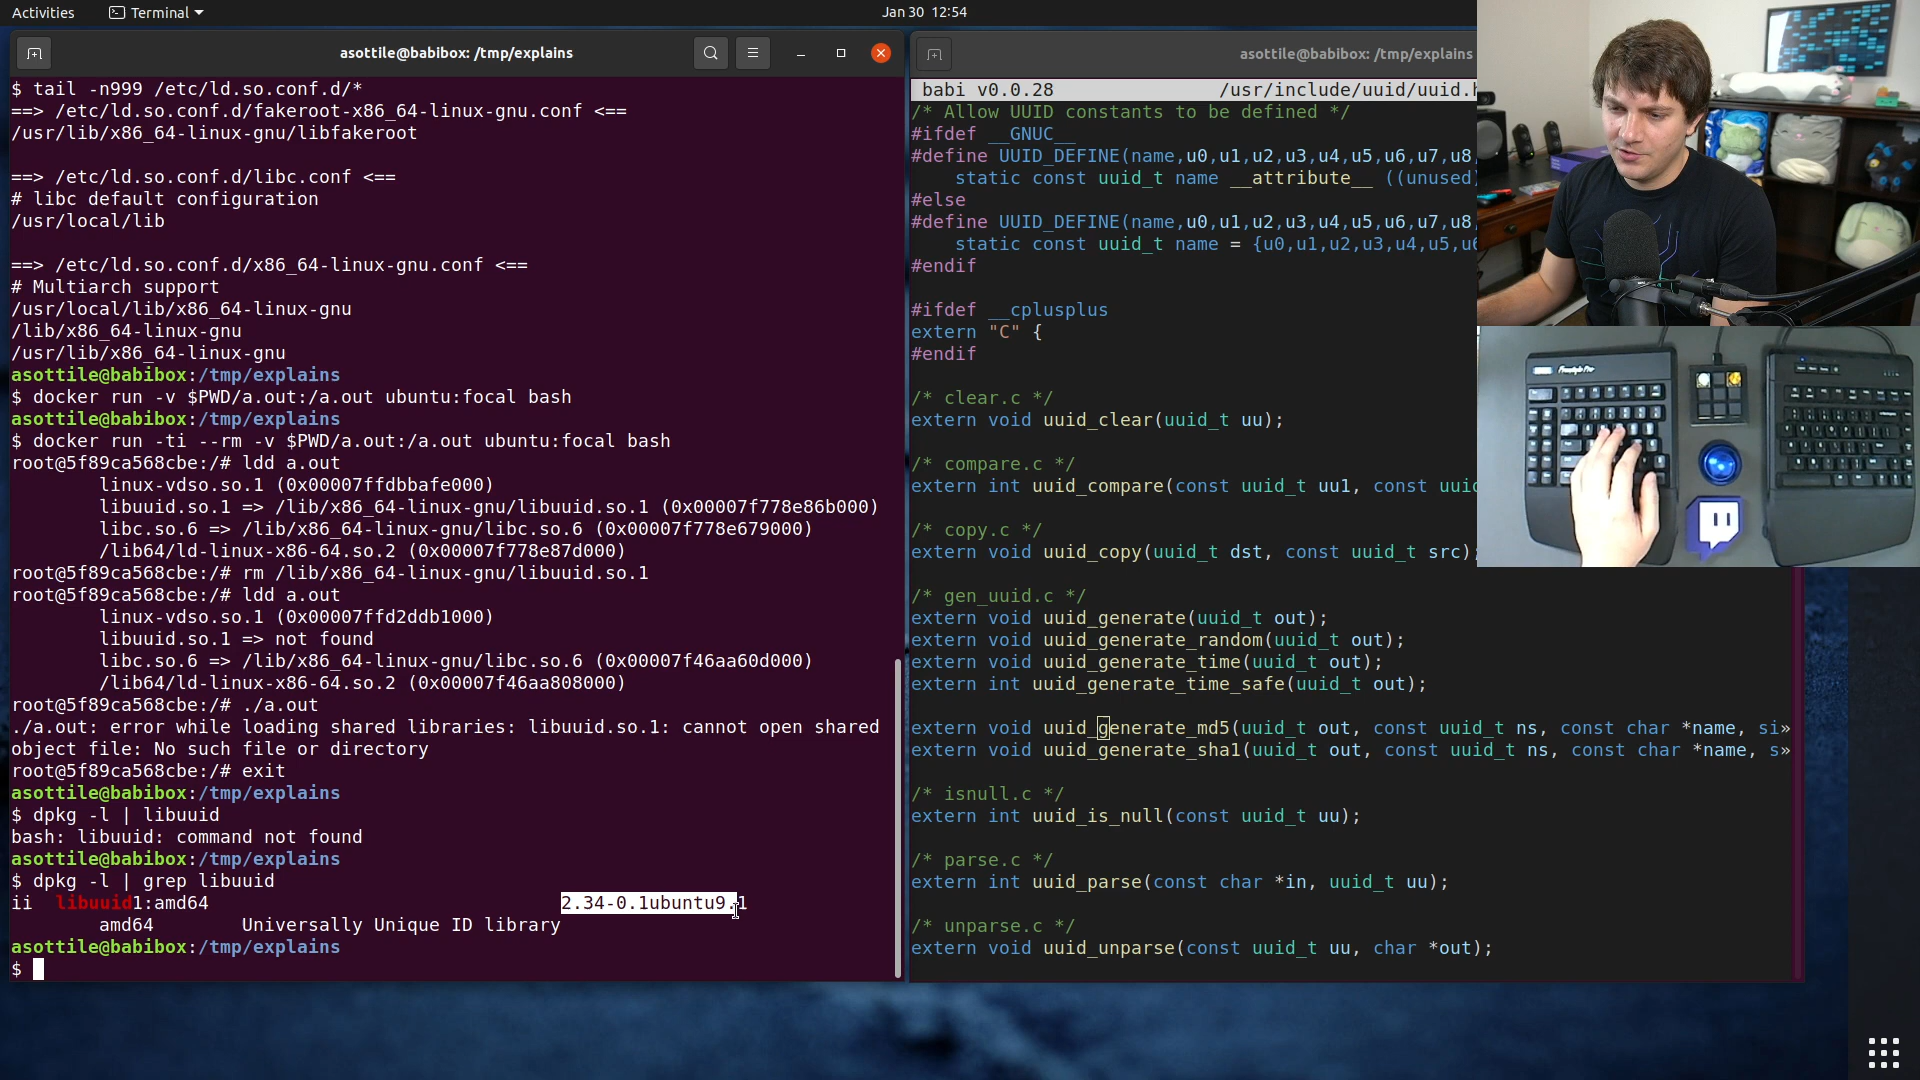 Activities
Terminal
Jan 30 12:54
asottile@babibox: /tmp/explains
$ tail -n999 /etc/ld.so.conf.d/*
==> /etc/ld.so.conf.d/fakeroot-x86_64-linux-gnu.conf <==
/usr/lib/x86_64-linux-gnu/libfakeroot
==> /etc/ld.so.conf.d/libc.conf <==
# libc default configuration
/usr/local/lib
==> /etc/ld.so.conf.d/x86_64-linux-gnu.conf <==
# Multiarch support
/usr/local/lib/x86_64-linux-gnu
/lib/x86_64-linux-gnu
/usr/lib/x86_64-linux-gnu
asottile@babibox:/tmp/explains
$ docker run -v $PWD/a.out:/a.out ubuntu:focal bash
asottile@babibox:/tmp/explains
$ docker run -ti --rm -v $PWD/a.out:/a.out ubuntu:focal bash
root@5f89ca568cbe:/# ldd a.out
linux-vdso.so.1 (0x00007ffdbbafe000)
libuuid.so.1 => /lib/x86_64-linux-gnu/libuuid.so.1 (0x00007f778e86b000)
libc.so.6 => /lib/x86_64-linux-gnu/libc.so.6 (0x00007f778e679000)
/lib64/ld-linux-x86-64.so.2 (0x00007f778e87d000)
root@5f89ca568cbe:/# rm /lib/x86_64-linux-gnu/libuuid.so.1
root@5f89ca568cbe:/# ldd a.out
linux-vdso.so.1 (0x00007ffd2ddb1000)
libuuid.so.1 => not found
libc.so.6 => /lib/x86_64-linux-gnu/libc.so.6 (0x00007f46aa60d000)
/lib64/ld-linux-x86-64.so.2 (0x00007f46aa808000)
root@5f89ca568cbe:/# ./a.out
./a.out: error while loading shared libraries: libuuid.so.1: cannot open shared
object file: No such file or directory
root@5f89ca568cbe:/# exit
asottile@babibox:/tmp/explains
$ dpkg -l | libuuid
bash: libuuid: command not found
asottile@babibox:/tmp/explains
$ dpkg -l | grep libuuid
ii libuuid1:amd64 2.34-0.1ubuntu9.1
amd64 Universally Unique ID library
asottile@babibox:/tmp/explains
$
asottile@babibox: /tmp/explains
babi v0.0.28 /usr/include/uuid/uuid.h
/* Allow UUID constants to be defined */
#ifdef __GNUC__
#define UUID_DEFINE(name,u0,u1,u2,u3,u4,u5,u6,u7,u8
static const uuid_t name __attribute__ ((unused)
#else
#define UUID_DEFINE(name,u0,u1,u2,u3,u4,u5,u6,u7,u8
static const uuid_t name = {u0,u1,u2,u3,u4,u5,u6
#endif
#ifdef __cplusplus
extern "C" {
#endif
/* clear.c */
extern void uuid_clear(uuid_t uu);
/* compare.c */
extern int uuid_compare(const uuid_t uu1, const uuid
/* copy.c */
extern void uuid_copy(uuid_t dst, const uuid_t src);
/* gen_uuid.c */
extern void uuid_generate(uuid_t out);
extern void uuid_generate_random(uuid_t out);
extern void uuid_generate_time(uuid_t out);
extern int uuid_generate_time_safe(uuid_t out);
extern void uuid_generate_md5(uuid_t out, const uuid_t ns, const char *name, si»
extern void uuid_generate_sha1(uuid_t out, const uuid_t ns, const char *name, s»
/* isnull.c */
extern int uuid_is_null(const uuid_t uu);
/* parse.c */
extern int uuid_parse(const char *in, uuid_t uu);
/* unparse.c */
extern void uuid_unparse(const uuid_t uu, char *out);
Freestyle Pro